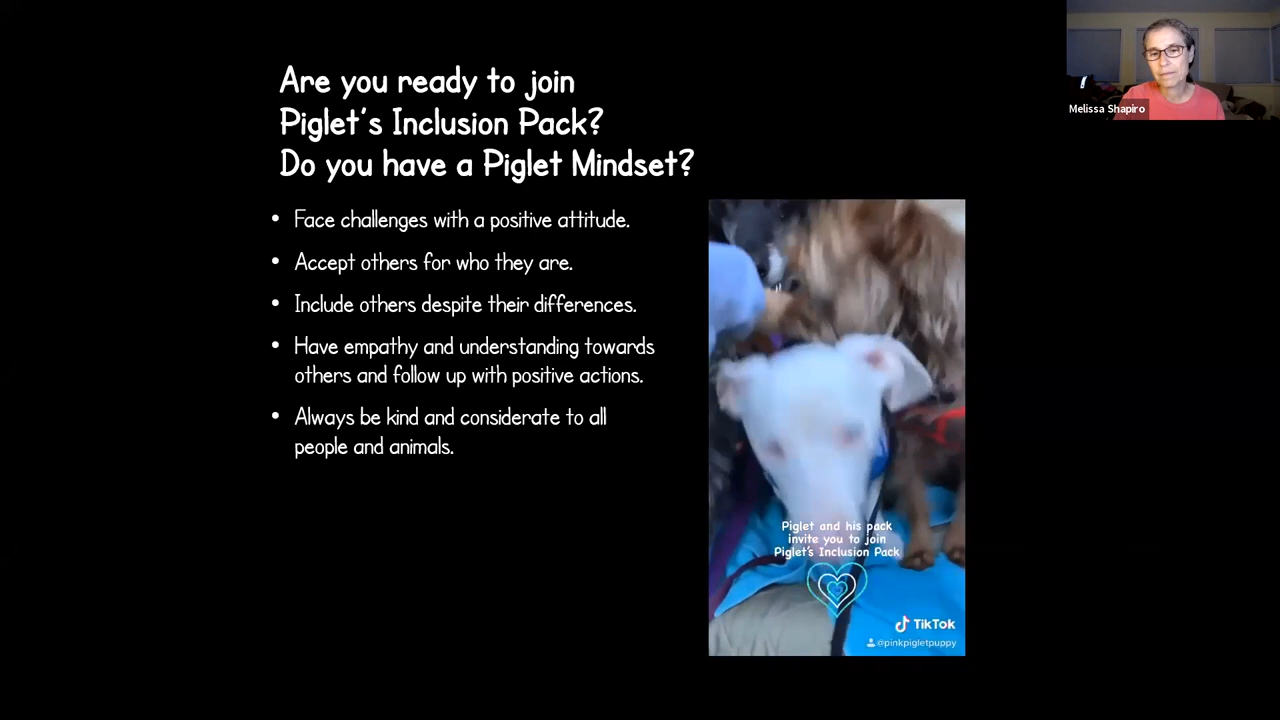 Are you ready to join
Piglet's Inclusion Pack?
Do you have a Piglet Mindset?
• Face challenges with a positive attitude.
• Accept others for who they are.
• Include others despite their differences.
• Have empathy and understanding towards
others and follow up with positive actions.
• Always be kind and considerate to all
people and animals.
Piglet and his pack
invite you to join
Piglet's Inclusion Pack
TikTok
@pinkpigletpuppy
Melissa Shapiro